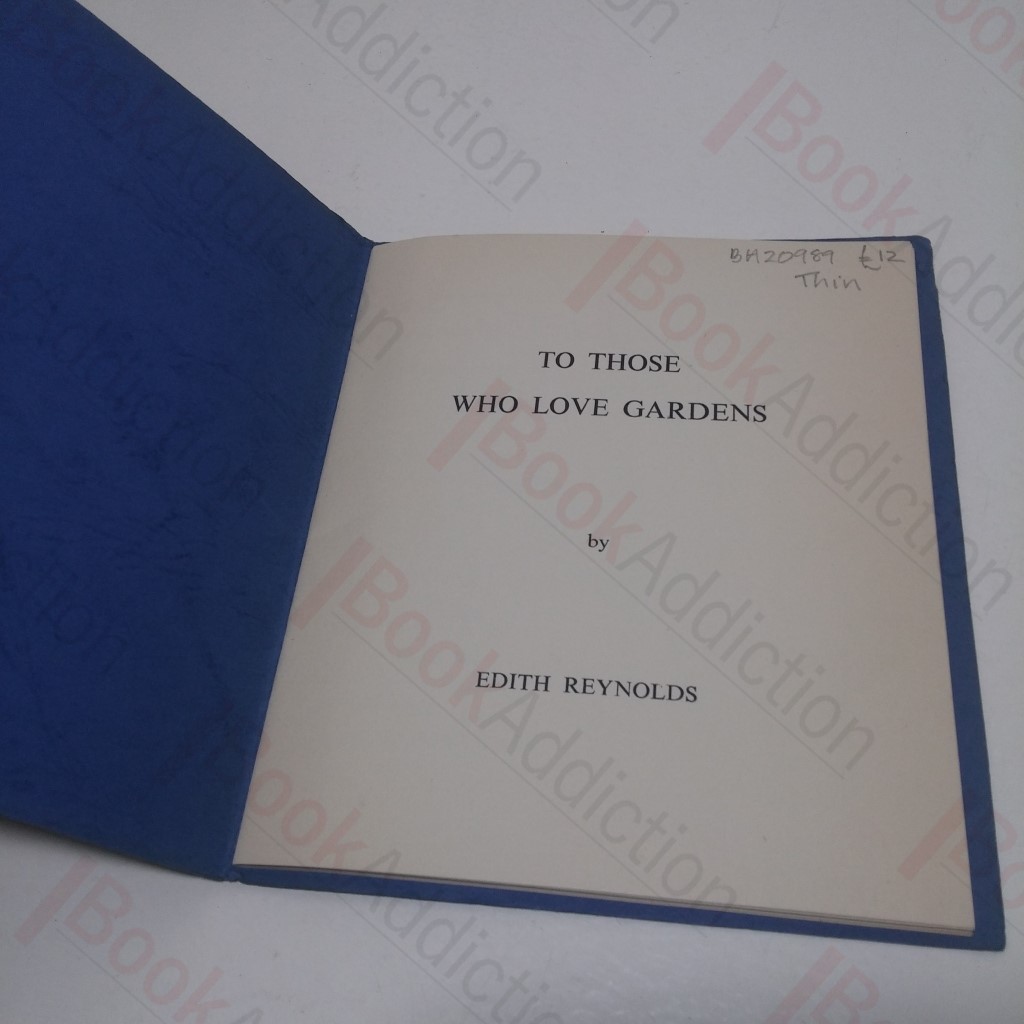 BH20989 £12
Thin
TO THOSE
WHO LOVE GARDENS
by
EDITH REYNOLDS
BookAddiction